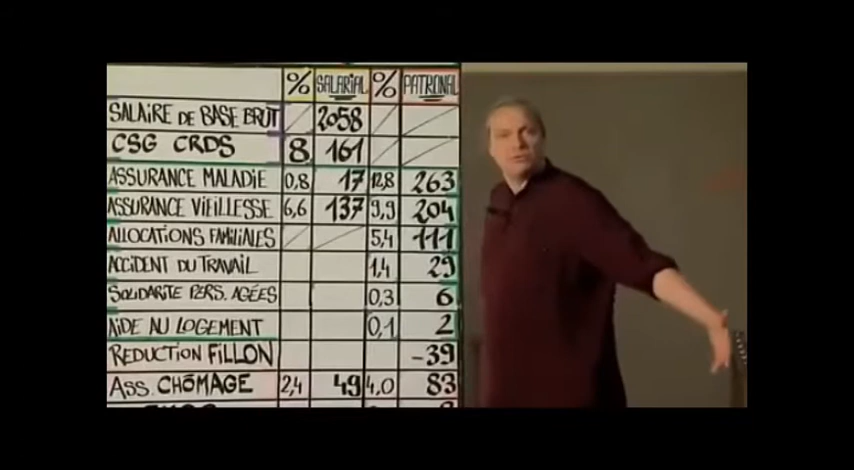 % SALARIAL % PATRONAL
SALAIRE DE BASE BRUT 2058
CSG CRDS 8 161
ASSURANCE MALADIE 0,8 17 12,8 263
ASSURANCE VIEILLESSE 6,6 137 9,9 204
ALLOCATIONS FAMILIALES 5,4 111
ACCIDENT DU TRAVAIL 1,4 29
SOLIDARITE PERS. AGÉES 0,3 6
AIDE AU LOGEMENT 0,1 2
REDUCTION FILLON -39
ASS. CHÔMAGE 2,4 49 4,0 83